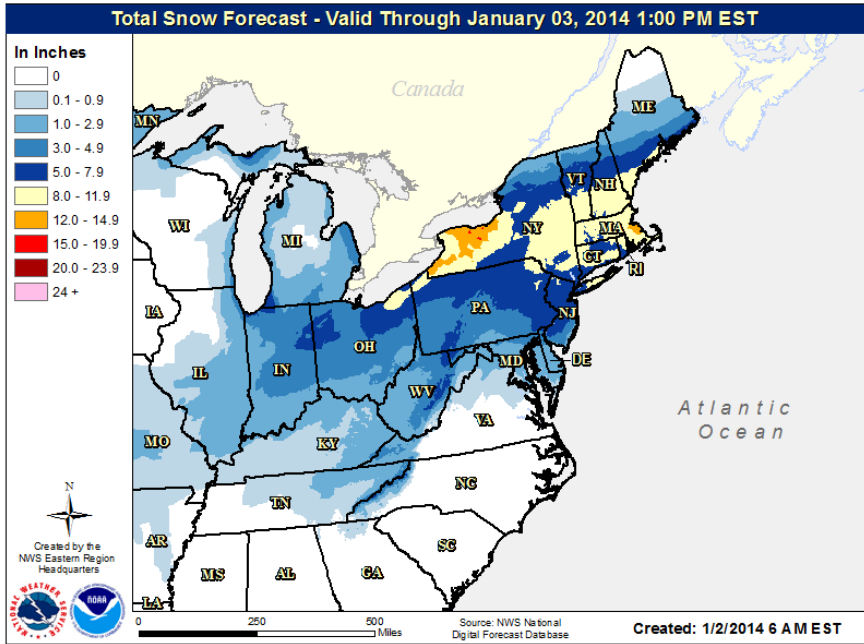 Total Snow Forecast - Valid Through January 03, 2014 1:00 PM EST
In Inches
0
0.1 - 0.9
1.0 - 2.9
3.0 - 4.9
5.0 - 7.9
8.0 - 11.9
12.0 - 14.9
15.0 - 19.9
20.0 - 23.9
24 +
Canada
MN
ME
VT
NH
WI
MI
NY
MA
CT
RI
IA
PA
NJ
OH
IL
IN
MD
DE
WV
VA
MO
KY
Atlantic
Ocean
TN
NC
AR
SC
MS
AL
GA
LA
N
Created by the
NWS Eastern Region
Headquarters
NATIONAL WEATHER SERVICE
NOAA
0
250
500
Miles
Source: NWS National
Digital Forecast Database
Created: 1/2/2014 6 AM EST